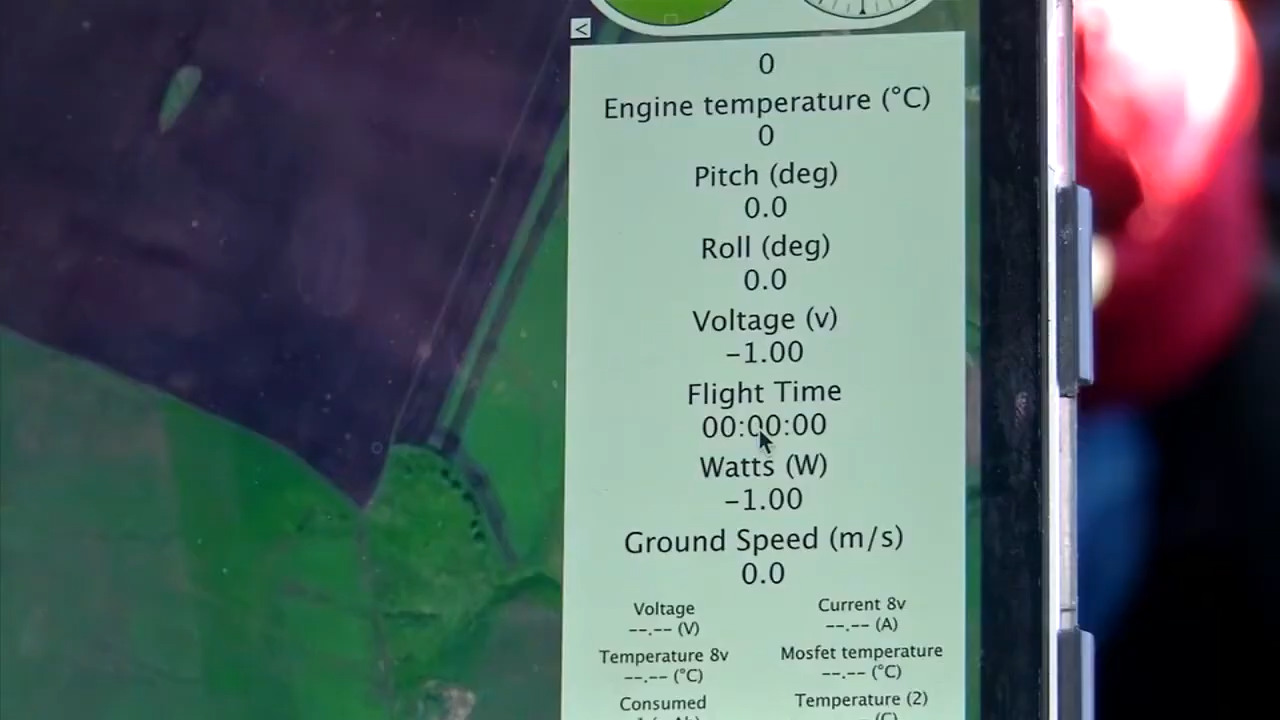 <
0
Engine temperature (°C)
0
Pitch (deg)
0.0
Roll (deg)
0.0
Voltage (v)
-1.00
Flight Time
00:00:00
Watts (W)
-1.00
Ground Speed (m/s)
0.0
Voltage Current 8v
--.-- (V) --.-- (A)
Temperature 8v Mosfet temperature
--.-- (°C) --.-- (°C)
Consumed Temperature (2)